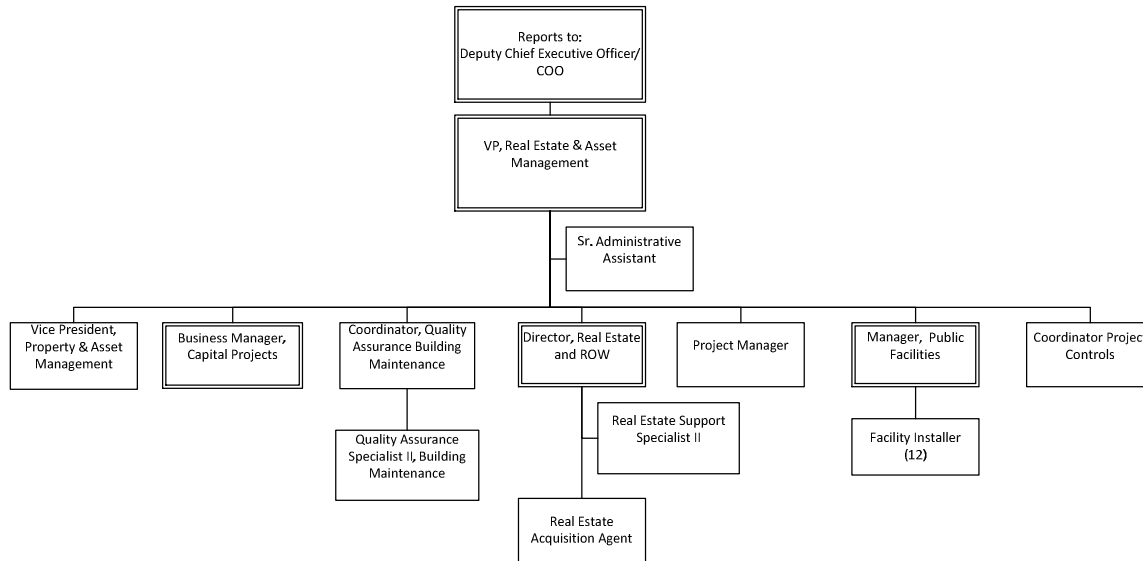 Reports to:
Deputy Chief Executive Officer/
COO
VP, Real Estate & Asset
Management
Sr. Administrative
Assistant
Vice President,
Property & Asset
Management
Business Manager,
Capital Projects
Coordinator, Quality
Assurance Building
Maintenance
Director, Real Estate
and ROW
Project Manager
Manager, Public
Facilities
Coordinator Project
Controls
Quality Assurance
Specialist II, Building
Maintenance
Real Estate Support
Specialist II
Facility Installer
(12)
Real Estate
Acquisition Agent